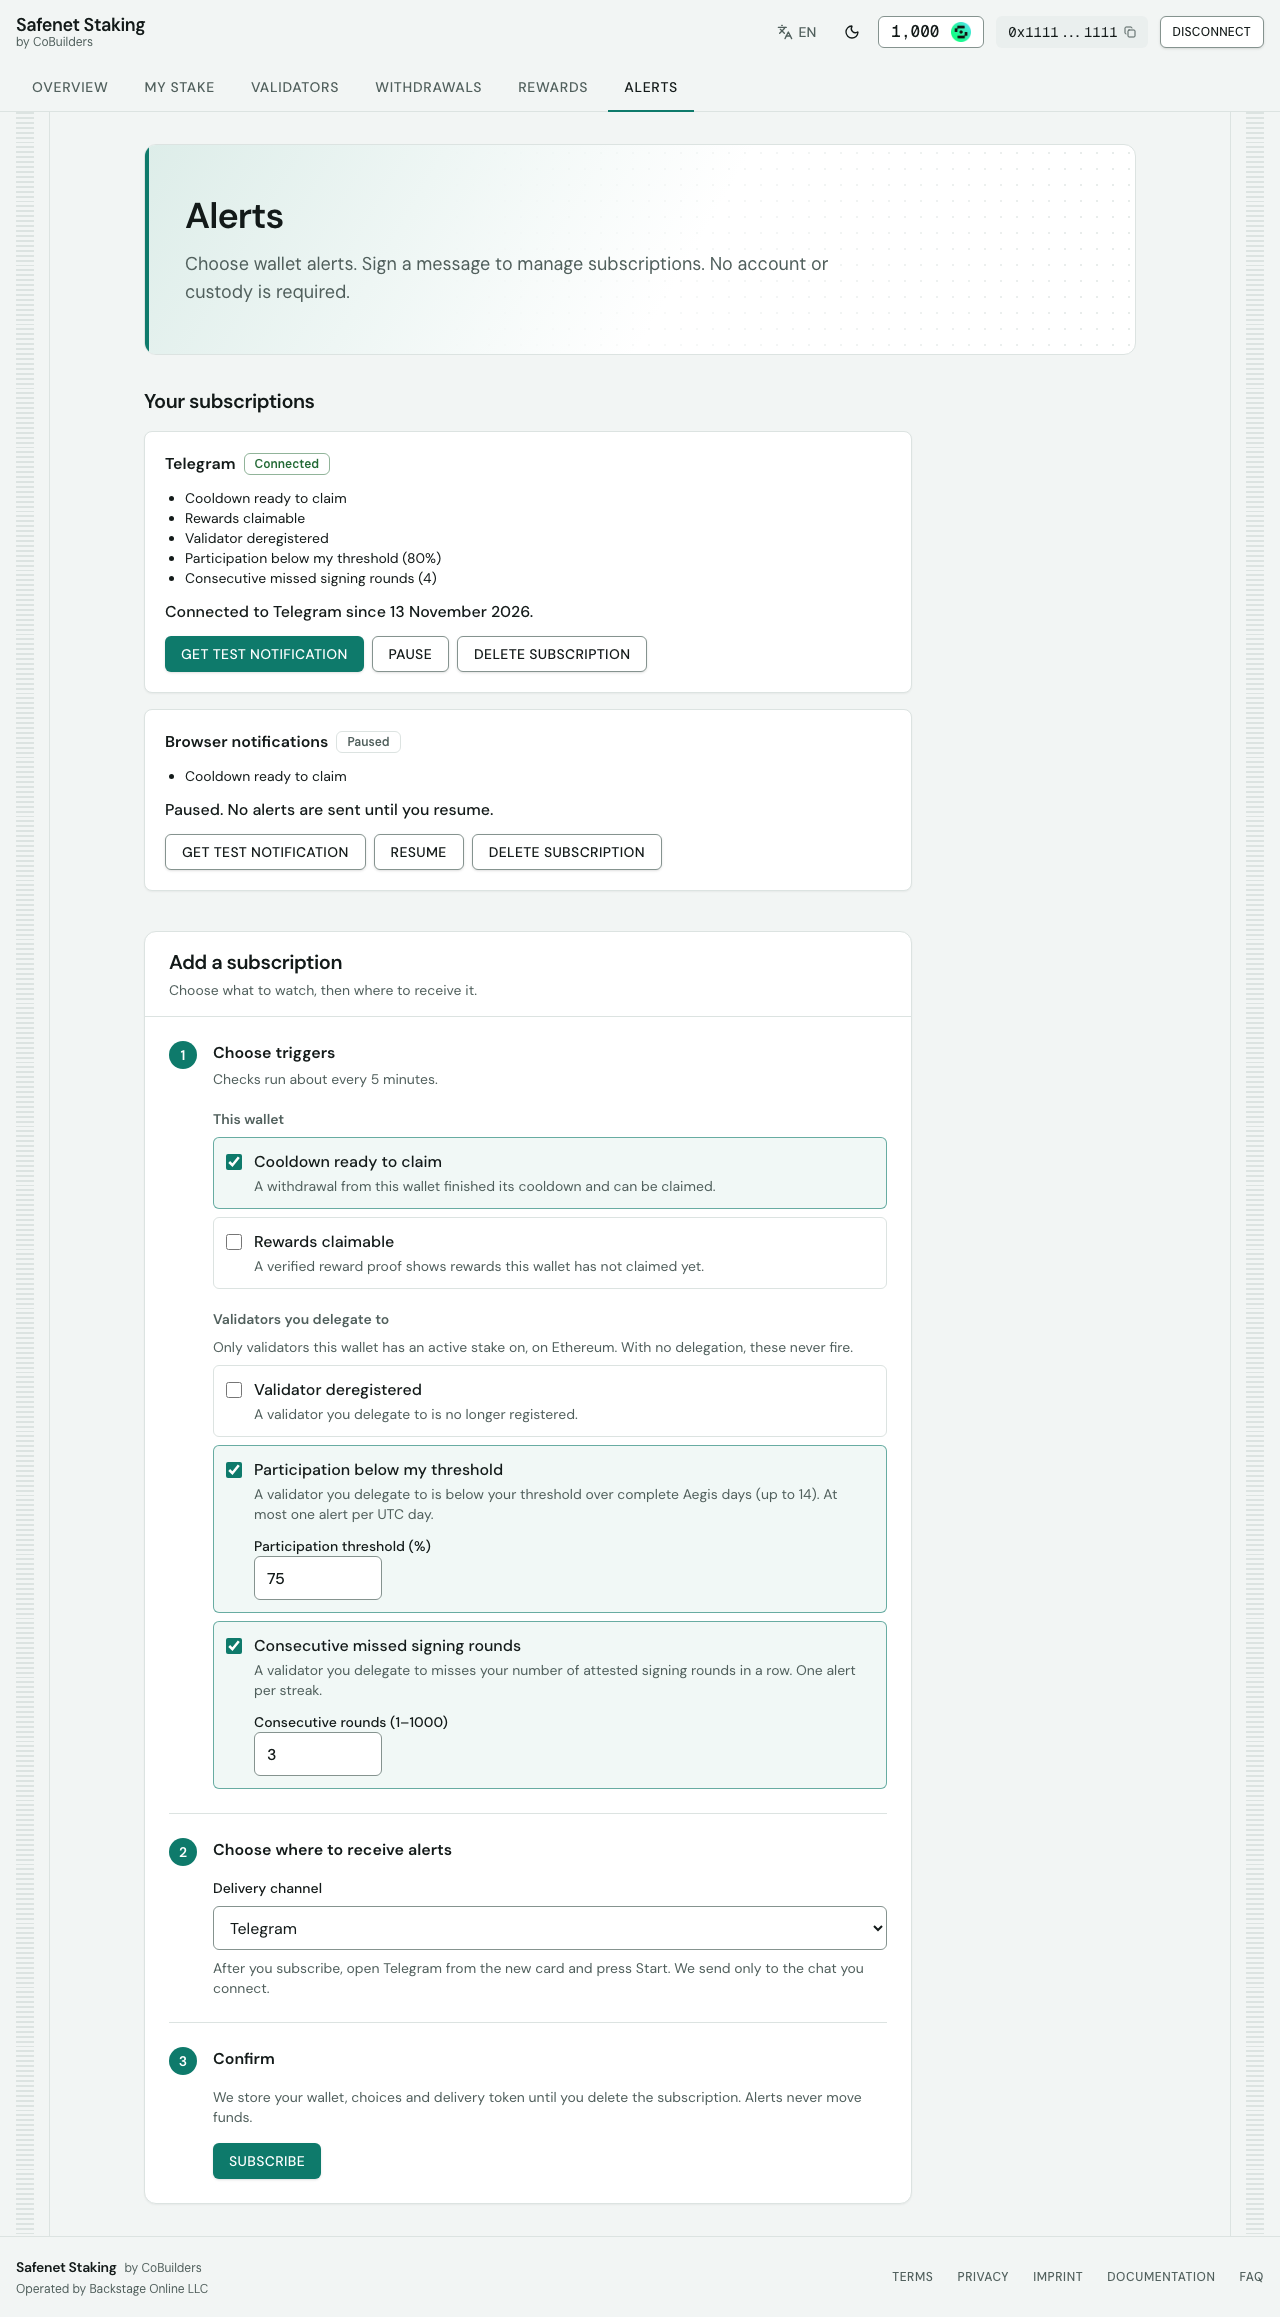 Safenet Staking
by CoBuilders
EN
1,000
0x1111...1111
DISCONNECT
OVERVIEW
MY STAKE
VALIDATORS
WITHDRAWALS
REWARDS
ALERTS
Alerts
Choose wallet alerts. Sign a message to manage subscriptions. No account or
custody is required.
Your subscriptions
Telegram
Connected
Cooldown ready to claim
Rewards claimable
Validator deregistered
Participation below my threshold (80%)
Consecutive missed signing rounds (4)
Connected to Telegram since 13 November 2026.
GET TEST NOTIFICATION
PAUSE
DELETE SUBSCRIPTION
Browser notifications
Paused
Cooldown ready to claim
Paused. No alerts are sent until you resume.
GET TEST NOTIFICATION
RESUME
DELETE SUBSCRIPTION
Add a subscription
Choose what to watch, then where to receive it.
1
Choose triggers
Checks run about every 5 minutes.
This wallet
Cooldown ready to claim
A withdrawal from this wallet finished its cooldown and can be claimed.
Rewards claimable
A verified reward proof shows rewards this wallet has not claimed yet.
Validators you delegate to
Only validators this wallet has an active stake on, on Ethereum. With no delegation, these never fire.
Validator deregistered
A validator you delegate to is no longer registered.
Participation below my threshold
A validator you delegate to is below your threshold over complete Aegis days (up to 14). At
most one alert per UTC day.
Participation threshold (%)
75
Consecutive missed signing rounds
A validator you delegate to misses your number of attested signing rounds in a row. One alert
per streak.
Consecutive rounds (1–1000)
3
2
Choose where to receive alerts
Delivery channel
Telegram
After you subscribe, open Telegram from the new card and press Start. We send only to the chat you
connect.
3
Confirm
We store your wallet, choices and delivery token until you delete the subscription. Alerts never move
funds.
SUBSCRIBE
Safenet Staking by CoBuilders
Operated by Backstage Online LLC
TERMS
PRIVACY
IMPRINT
DOCUMENTATION
FAQ